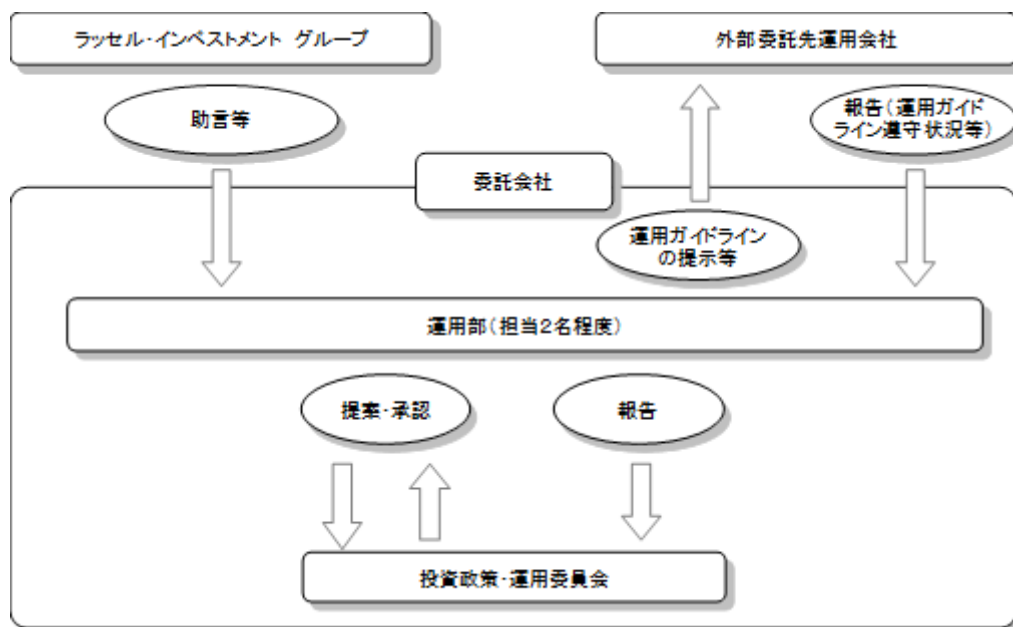 ラッセル・インベストメント グループ
外部委託先運用会社
助言等
報告(運用ガイド
ライン遵守状況等)
委託会社
運用ガイドライン
の提示等
運用部(担当2名程度)
提案・承認
報告
投資政策・運用委員会